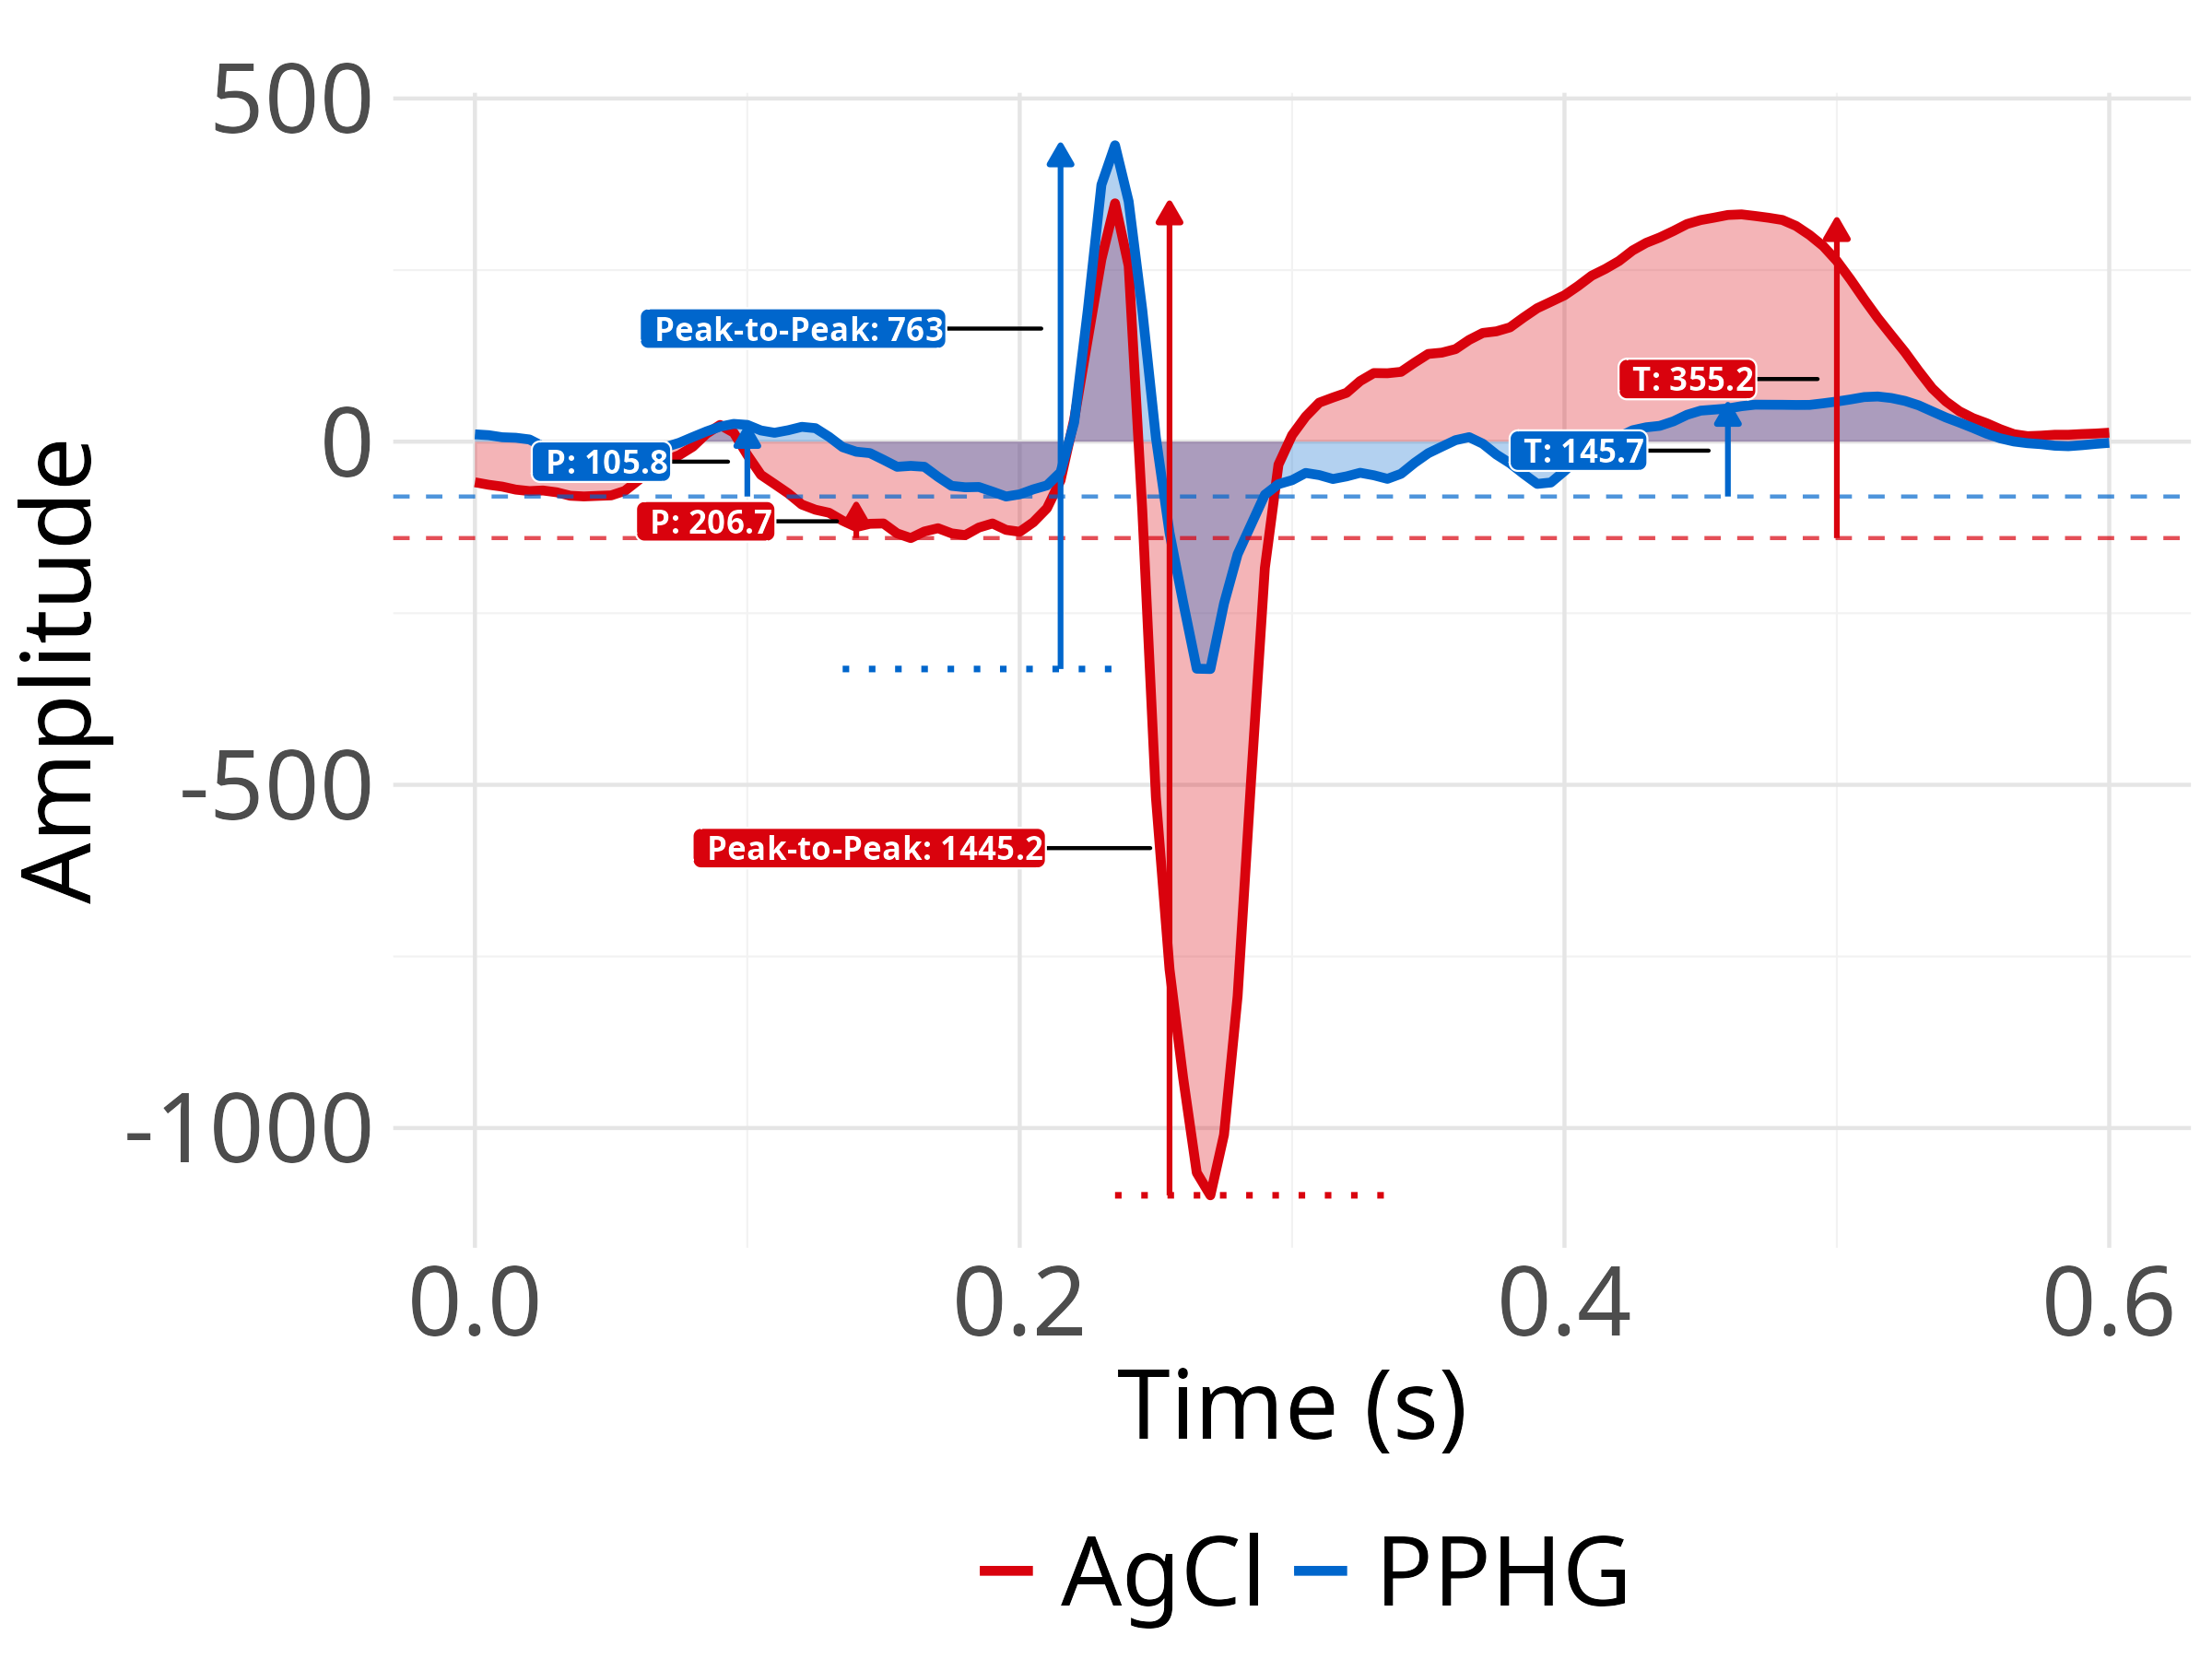 500
0
-500
-1000
Amplitude
Peak-to-Peak: 763
T: 355.2
T: 145.7
P: 105.8
P: 206.7
Peak-to-Peak: 1445.2
0.0 0.2 0.4 0.6
Time (s)
AgCl PPHG